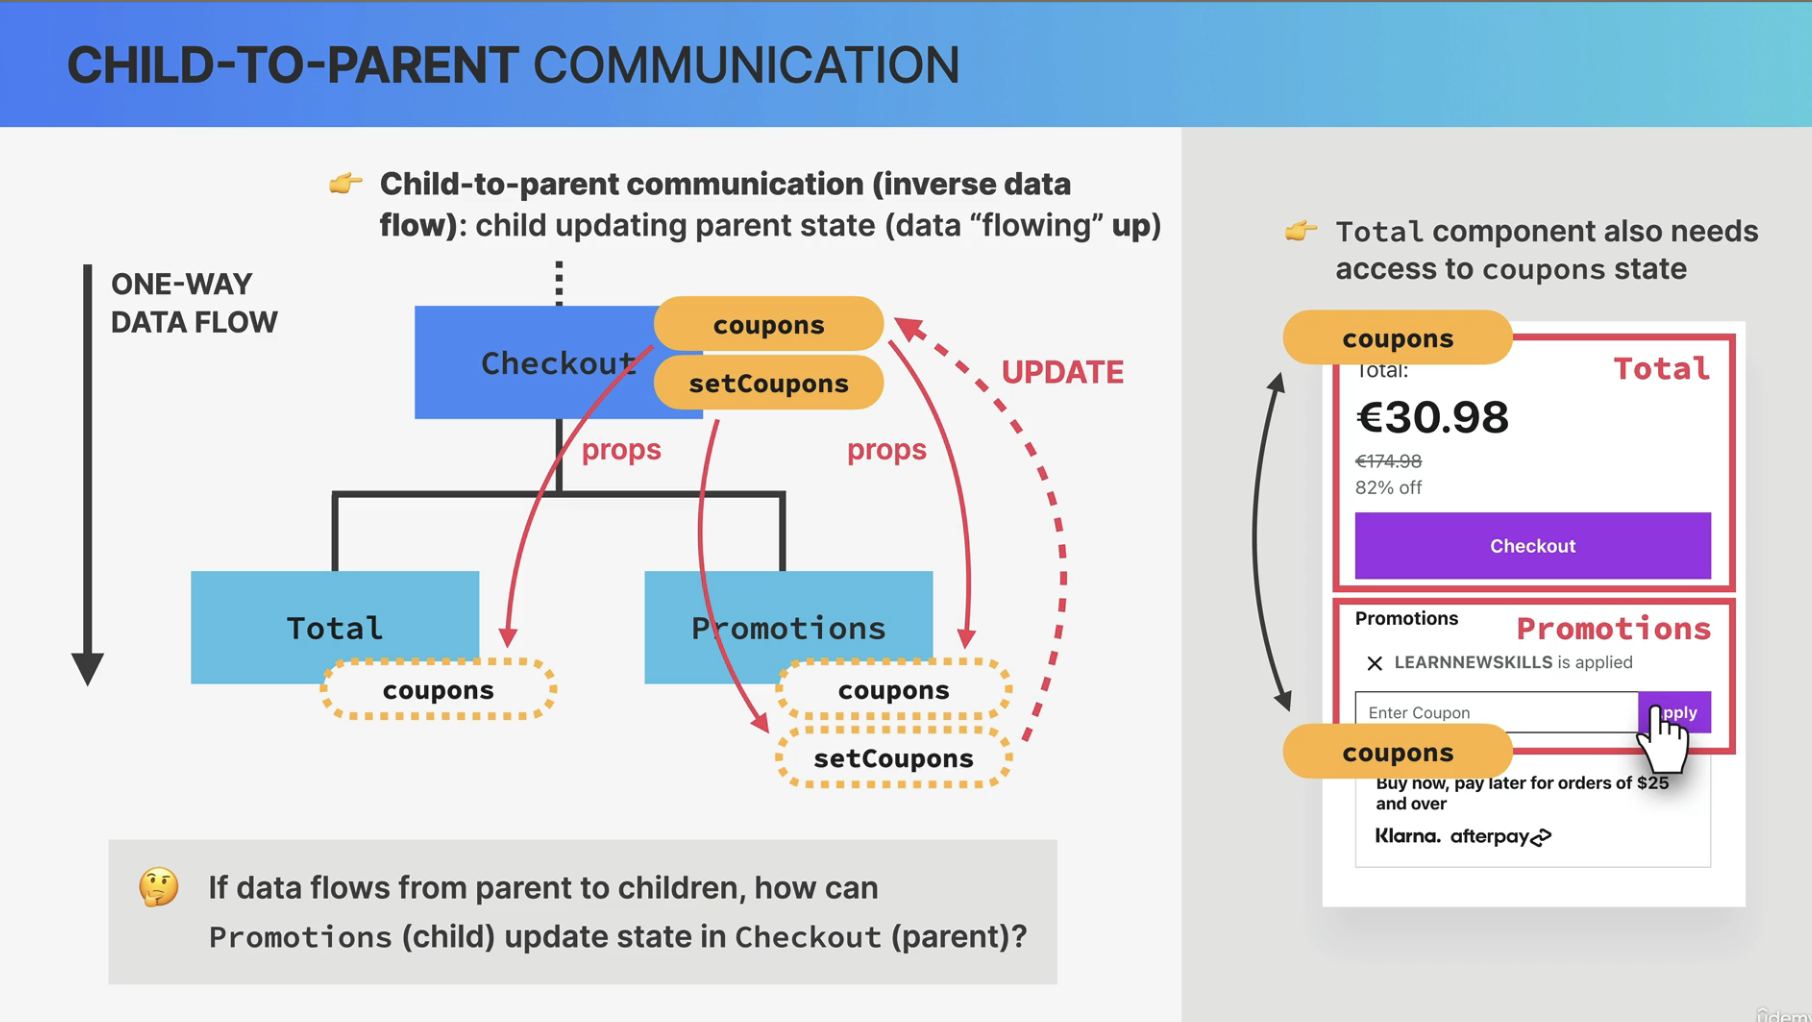 CHILD-TO-PARENT COMMUNICATION
👉 Child-to-parent communication (inverse data
flow): child updating parent state (data “flowing” up)
ONE-WAY
DATA FLOW
Checkout
coupons
setCoupons
UPDATE
props
props
Total
coupons
Promotions
coupons
setCoupons
🤔 If data flows from parent to children, how can
Promotions (child) update state in Checkout (parent)?
👉 Total component also needs
access to coupons state
coupons
Total
Total:
€30.98
€174.98
82% off
Checkout
Promotions
Promotions
LEARNNEWSKILLS is applied
Enter Coupon
Apply
coupons
Buy now, pay later for orders of $25
and over
Klarna. afterpay
udemy